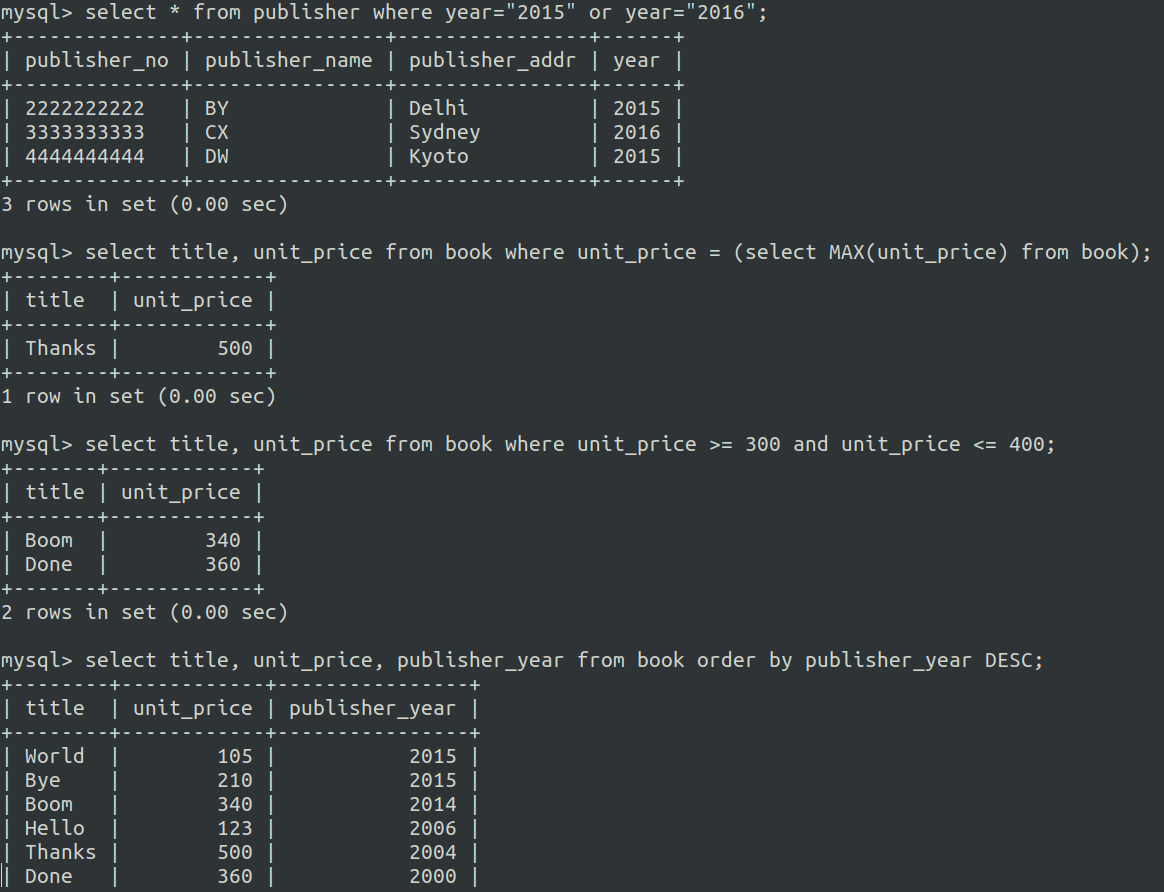 mysql> select * from publisher where year="2015" or year="2016";
+--------------+----------------+----------------+------+
| publisher_no | publisher_name | publisher_addr | year |
+--------------+----------------+----------------+------+
| 2222222222   | BY             | Delhi          | 2015 |
| 3333333333   | CX             | Sydney         | 2016 |
| 4444444444   | DW             | Kyoto          | 2015 |
+--------------+----------------+----------------+------+
3 rows in set (0.00 sec)

mysql> select title, unit_price from book where unit_price = (select MAX(unit_price) from book);
+--------+------------+
| title  | unit_price |
+--------+------------+
| Thanks |        500 |
+--------+------------+
1 row in set (0.00 sec)

mysql> select title, unit_price from book where unit_price >= 300 and unit_price <= 400;
+-------+------------+
| title | unit_price |
+-------+------------+
| Boom  |        340 |
| Done  |        360 |
+-------+------------+
2 rows in set (0.00 sec)

mysql> select title, unit_price, publisher_year from book order by publisher_year DESC;
+--------+------------+----------------+
| title  | unit_price | publisher_year |
+--------+------------+----------------+
| World  |        105 |           2015 |
| Bye    |        210 |           2015 |
| Boom   |        340 |           2014 |
| Hello  |        123 |           2006 |
| Thanks |        500 |           2004 |
| Done   |        360 |           2000 |